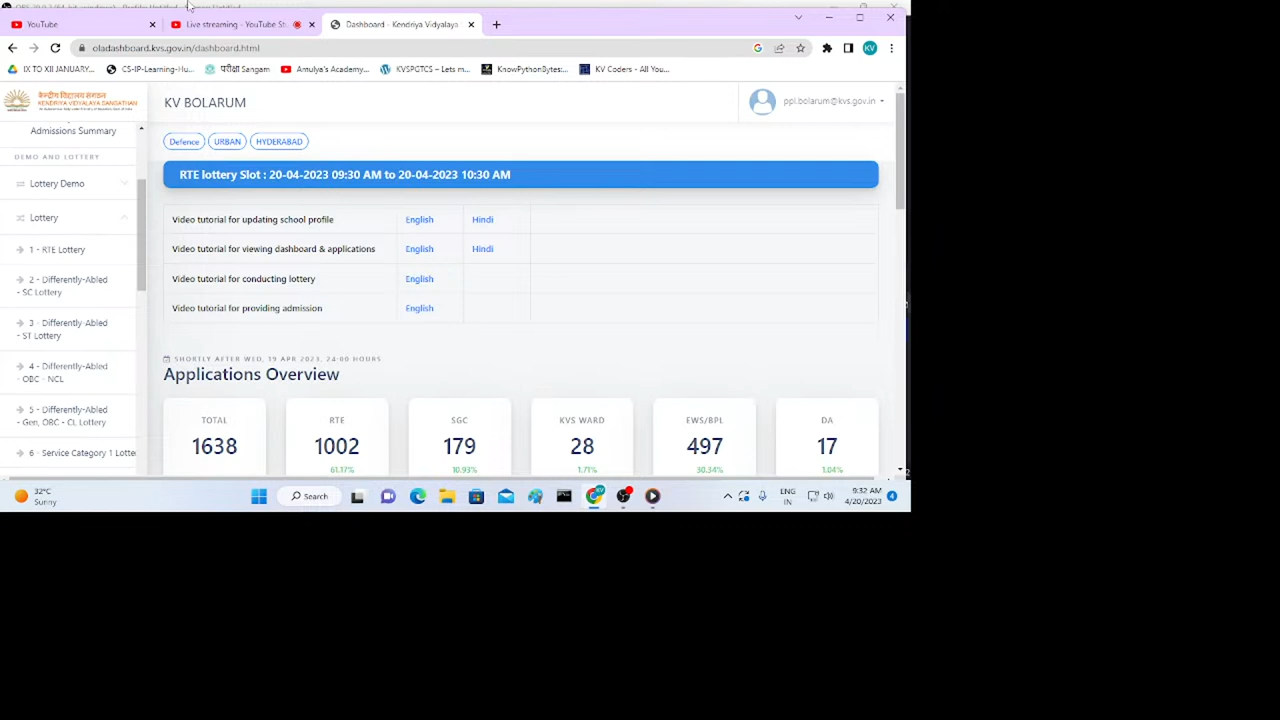 YouTube
Live streaming - YouTube St...
Dashboard - Kendriya Vidyalaya
oladashboard.kvs.gov.in/dashboard.html
IX TO XII JANUARY...
CS-IP-Learning-Hu...
परीक्षा Sangam
Amulya's Academy...
KVSPGTCS – Lets m...
KnowPythonBytes:...
KV Coders - All You...
केन्द्रीय विद्यालय संगठन
KENDRIYA VIDYALAYA SANGATHAN
KV BOLARUM
ppl.bolarum@kvs.gov.in
Admissions Summary
DEMO AND LOTTERY
Lottery Demo
Lottery
1 - RTE Lottery
2 - Differently-Abled
- SC Lottery
3 - Differently-Abled
- ST Lottery
4 - Differently-Abled
- OBC - NCL
5 - Differently-Abled
- Gen, OBC - CL Lottery
6 - Service Category 1 Lotte
Defence
URBAN
HYDERABAD
RTE lottery Slot : 20-04-2023 09:30 AM to 20-04-2023 10:30 AM
Video tutorial for updating school profile English Hindi
Video tutorial for viewing dashboard & applications English Hindi
Video tutorial for conducting lottery English
Video tutorial for providing admission English
SHORTLY AFTER WED, 19 APR 2023, 24:00 HOURS
Applications Overview
TOTAL RTE SGC KVS WARD EWS/BPL DA
1638 1002 179 28 497 17
61.17% 10.93% 1.71% 30.34% 1.04%
32°C
Sunny
Search
ENG
IN
9:32 AM
4/20/2023
4